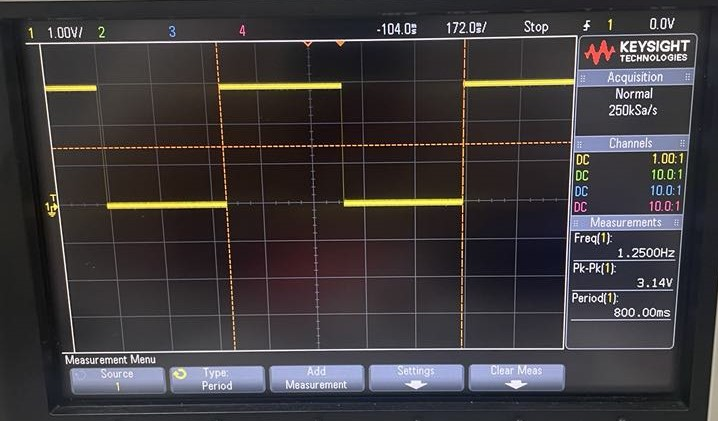 1 1.00V/ 2 3 4 -104.0ms 172.0ms/ Stop 1 0.0V
KEYSIGHT
TECHNOLOGIES
Acquisition
Normal
250kSa/s
Channels
DC 1.00:1
DC 10.0:1
DC 10.0:1
DC 10.0:1
Measurements
Freq(1):
1.2500Hz
Pk-Pk(1):
3.14V
Period(1):
800.00ms
T
1
Measurement Menu
Source
1
Type:
Period
Add
Measurement
Settings
Clear Meas